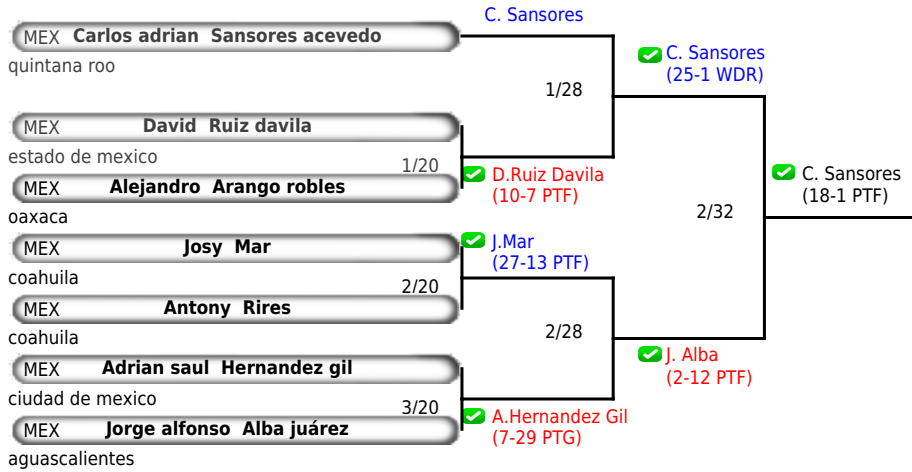 C. Sansores
MEX Carlos adrian Sansores acevedo
quintana roo
C. Sansores
(25-1 WDR)
1/28
MEX David Ruiz davila
estado de mexico
1/20
MEX Alejandro Arango robles
oaxaca
D.Ruiz Davila
(10-7 PTF)
C. Sansores
(18-1 PTF)
2/32
MEX Josy Mar
coahuila
J.Mar
(27-13 PTF)
2/20
MEX Antony Rires
coahuila
2/28
MEX Adrian saul Hernandez gil
ciudad de mexico
J. Alba
(2-12 PTF)
3/20
MEX Jorge alfonso Alba juárez
aguascalientes
A.Hernandez Gil
(7-29 PTG)